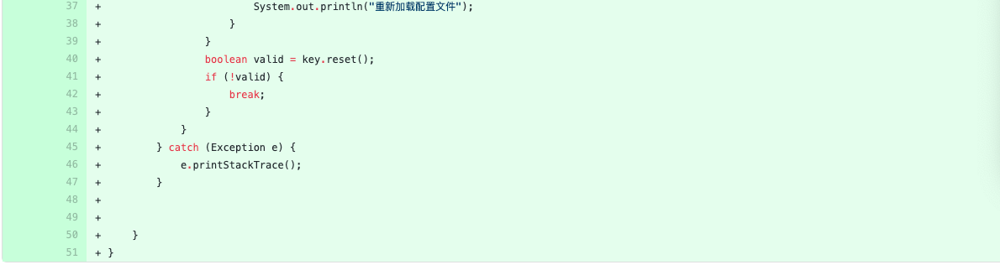 37 + System.out.println("重新加载配置文件");
38 + }
39 + }
40 + boolean valid = key.reset();
41 + if (!valid) {
42 + break;
43 + }
44 + }
45 + } catch (Exception e) {
46 + e.printStackTrace();
47 + }
48 +
49 +
50 + }
51 + }